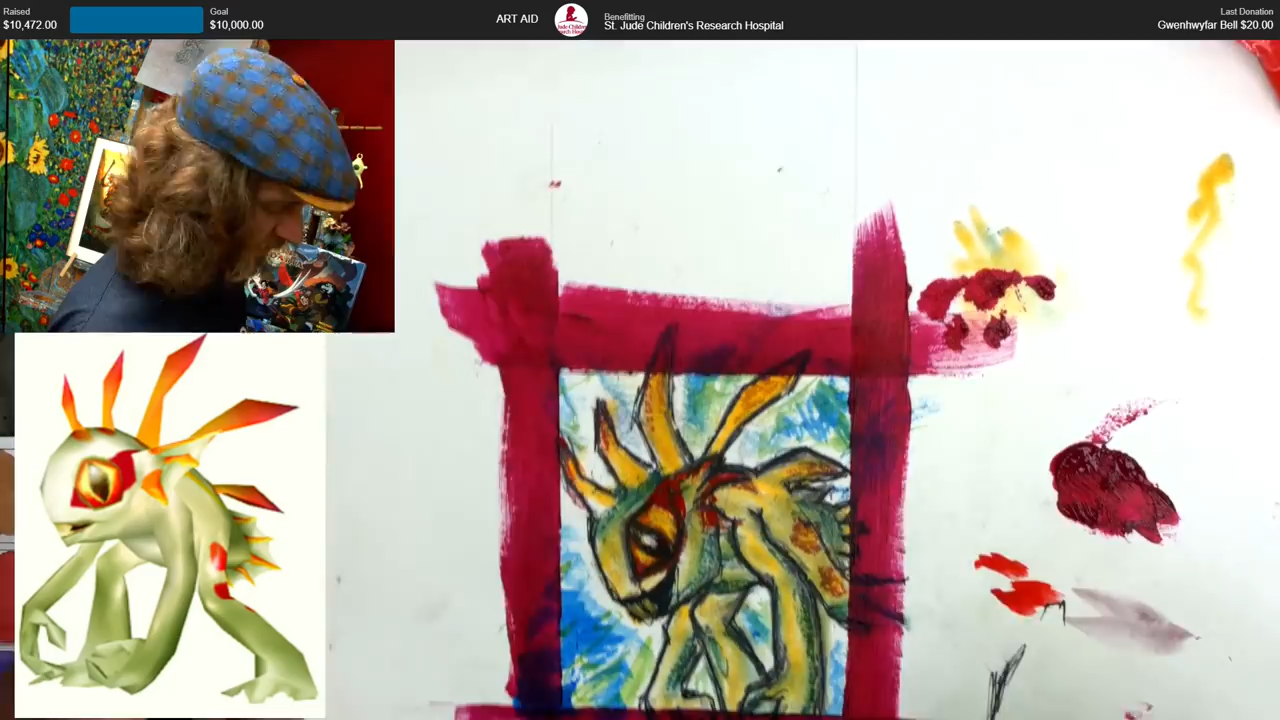 Raised
$10,472.00
Goal
$10,000.00
ART AID
Benefitting
St. Jude Children's Research Hospital
Last Donation
Gwenhwyfar Bell $20.00